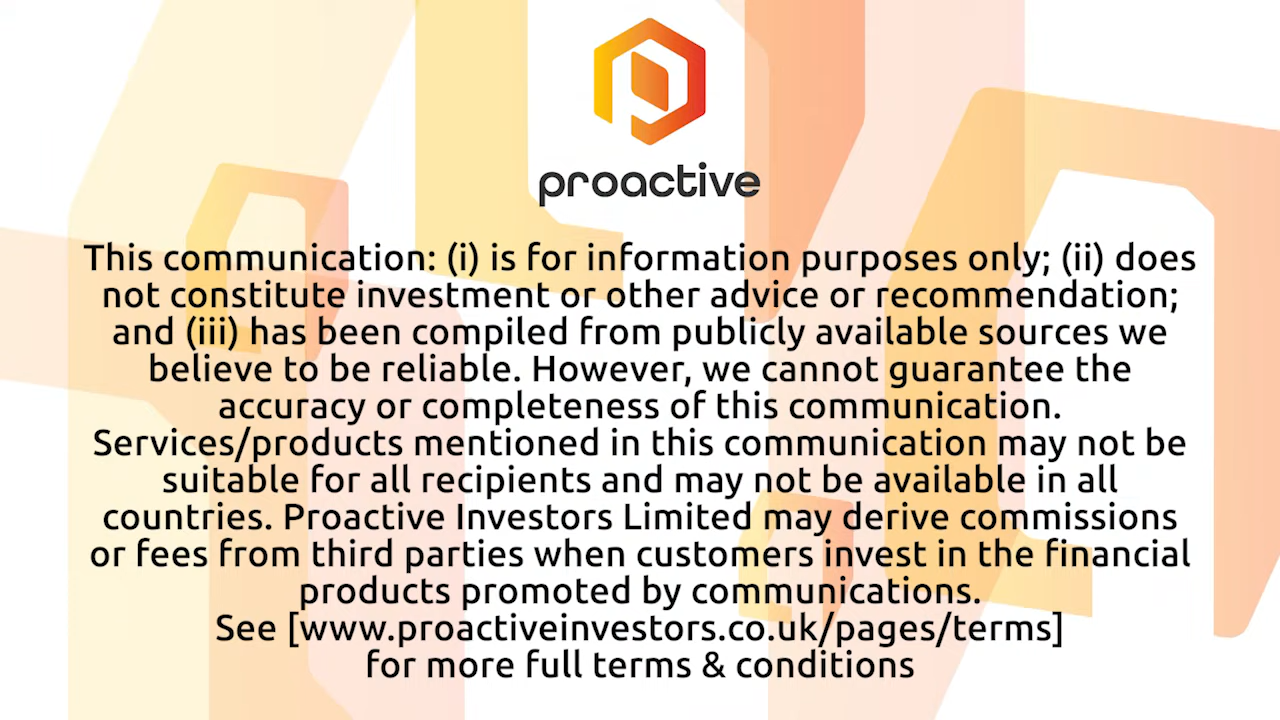 proactive
This communication: (i) is for information purposes only; (ii) does
not constitute investment or other advice or recommendation;
and (iii) has been compiled from publicly available sources we
believe to be reliable. However, we cannot guarantee the
accuracy or completeness of this communication.
Services/products mentioned in this communication may not be
suitable for all recipients and may not be available in all
countries. Proactive Investors Limited may derive commissions
or fees from third parties when customers invest in the financial
products promoted by communications.
See [www.proactiveinvestors.co.uk/pages/terms]
for more full terms & conditions